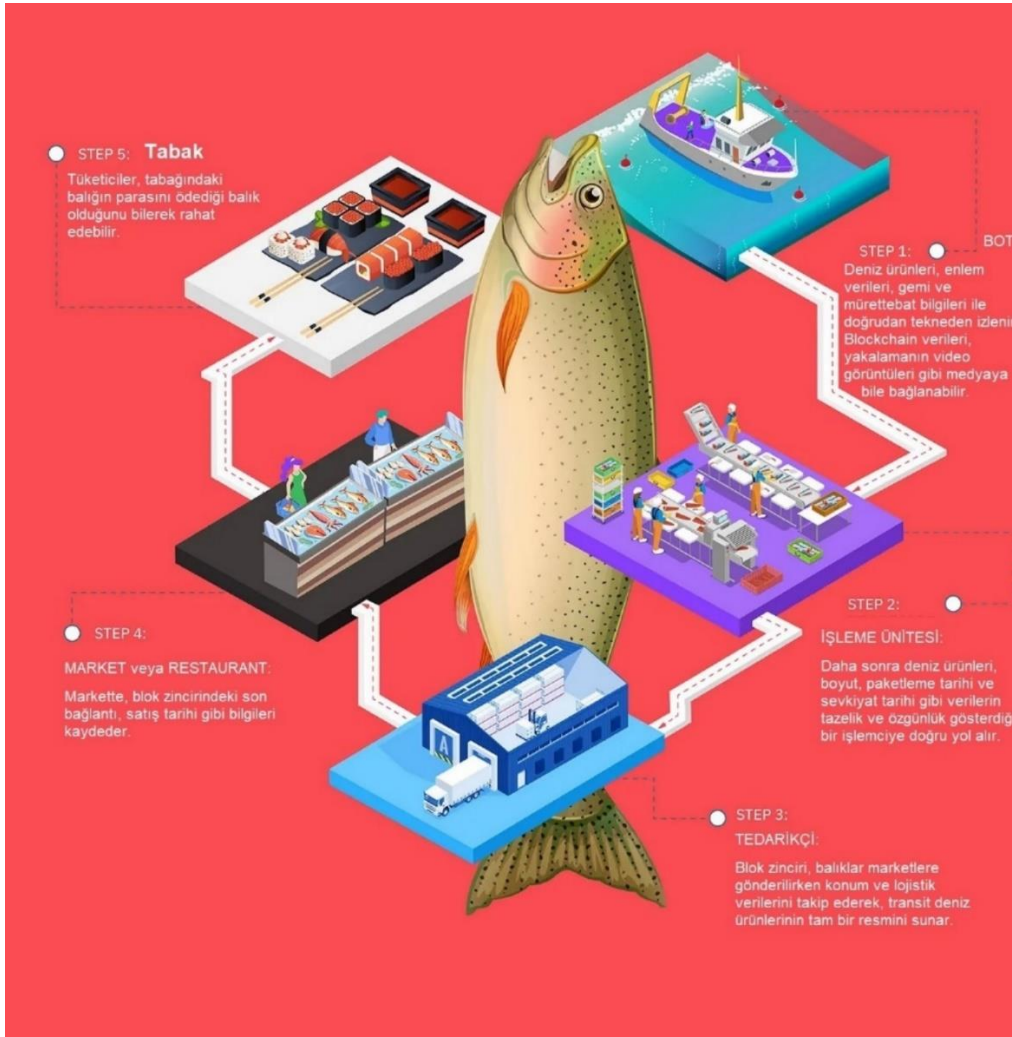 STEP 5: Tabak
Tüketiciler, tabağındaki
balığın parasını ödediği balık
olduğunu bilerek rahat
edebilir.
BOT
STEP 1:
Deniz ürünleri, enlem
verileri, gemi ve
mürettebat bilgileri ile
doğrudan tekneden izlenir
Blockchain verileri,
yakalamanın video
görüntüleri gibi medyaya
bile bağlanabilir.
STEP 2:
İŞLEME ÜNİTESİ:
Daha sonra deniz ürünleri,
boyut, paketleme tarihi ve
sevkiyat tarihi gibi verilerin
tazelik ve özgünlük gösterdiğ
bir işlemciye doğru yol alır.
STEP 4:
MARKET veya RESTAURANT:
Markette, blok zincirindeki son
bağlantı, satış tarihi gibi bilgileri
kaydeder.
A
STEP 3:
TEDARİKÇİ:
Blok zinciri, balıklar marketlere
gönderilirken konum ve lojistik
verilerini takip ederek, transit deniz
ürünlerinin tam bir resmini sunar.